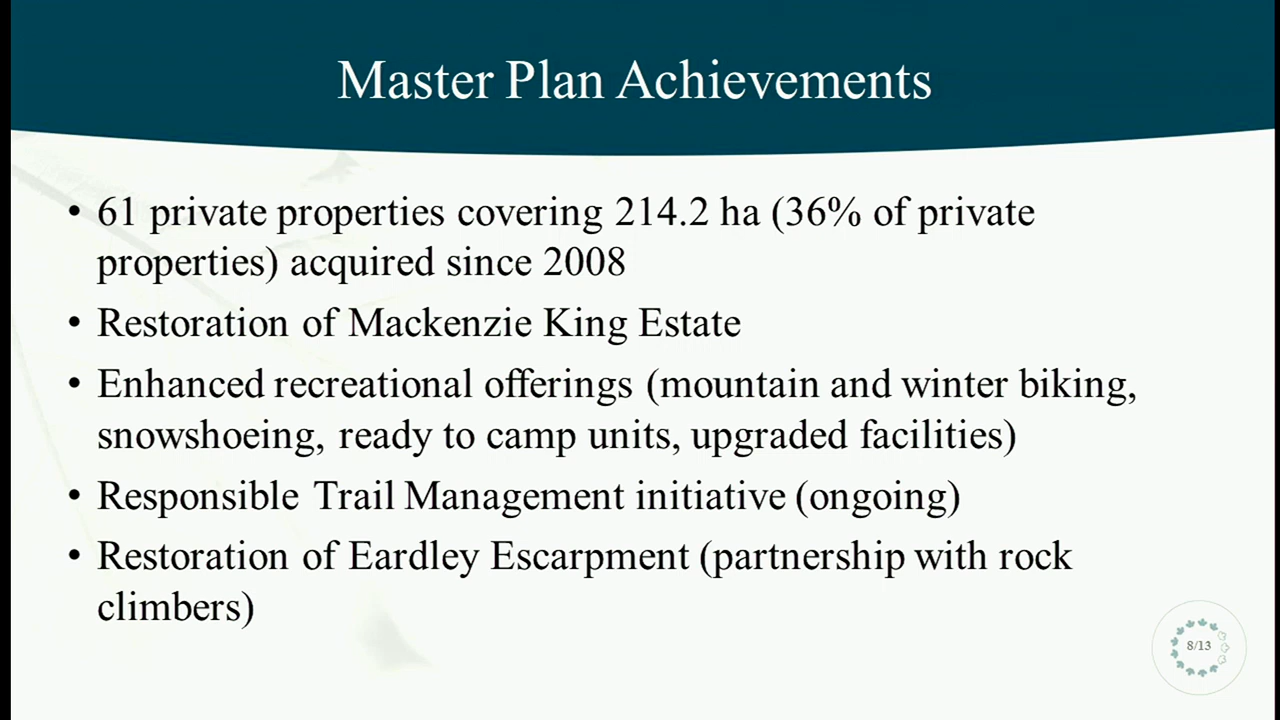 Master Plan Achievements
• 61 private properties covering 214.2 ha (36% of private
properties) acquired since 2008
• Restoration of Mackenzie King Estate
• Enhanced recreational offerings (mountain and winter biking,
snowshoeing, ready to camp units, upgraded facilities)
• Responsible Trail Management initiative (ongoing)
• Restoration of Eardley Escarpment (partnership with rock
climbers)
8/13